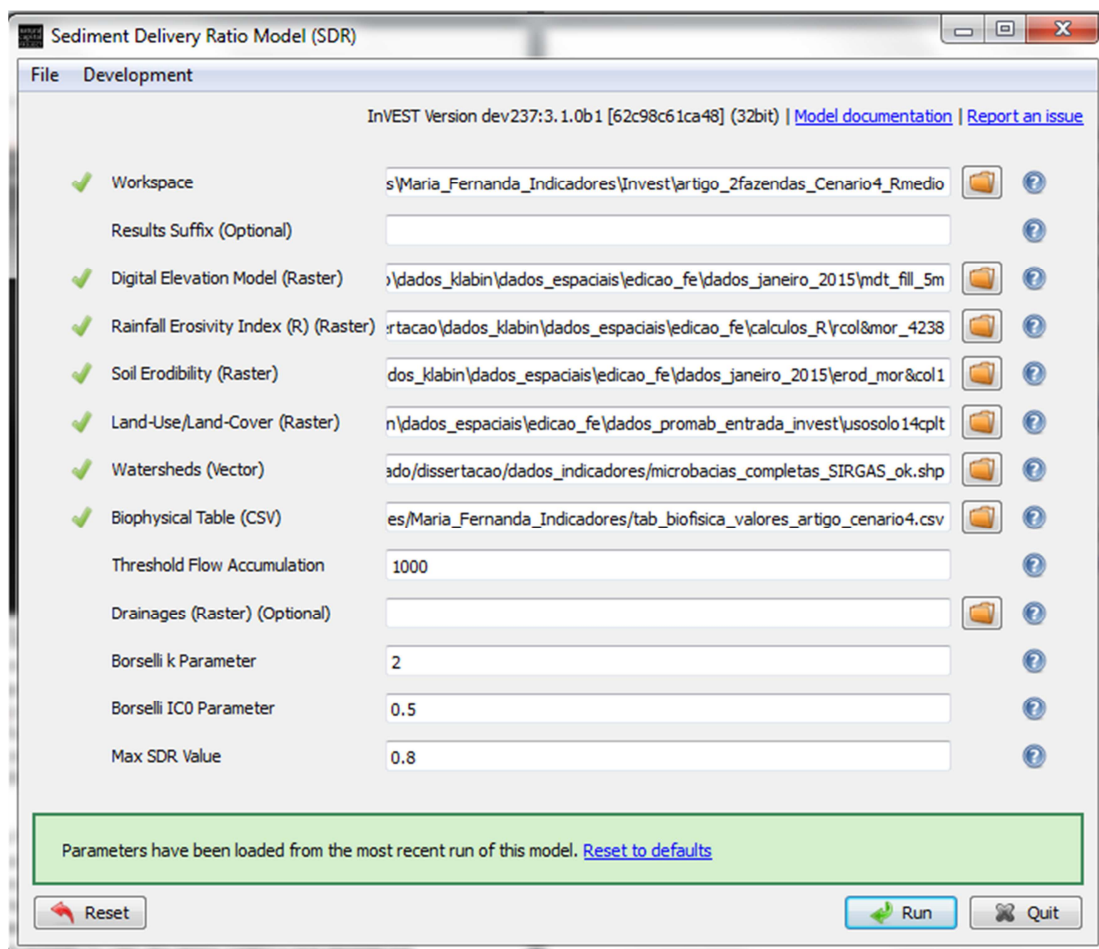 Sediment Delivery Ratio Model (SDR)
File Development
InVEST Version dev237:3.1.0b1 [62c98c61ca48] (32bit) | Model documentation | Report an issue
Workspace s\Maria_Fernanda_Indicadores\Invest\artigo_2fazendas_Cenario4_Rmedio
Results Suffix (Optional)
Digital Elevation Model (Raster) o\dados_klabin\dados_espaciais\edicao_fe\dados_janeiro_2015\mdt_fill_5m
Rainfall Erosivity Index (R) (Raster) ertacao\dados_klabin\dados_espaciais\edicao_fe\calculos_R\rcol&mor_4238
Soil Erodibility (Raster) dos_klabin\dados_espaciais\edicao_fe\dados_janeiro_2015\erod_mor&col1
Land-Use/Land-Cover (Raster) n\dados_espaciais\edicao_fe\dados_promab_entrada_invest\usosolo14cplt
Watersheds (Vector) ado/dissertacao/dados_indicadores/microbacias_completas_SIRGAS_ok.shp
Biophysical Table (CSV) es/Maria_Fernanda_Indicadores/tab_biofisica_valores_artigo_cenario4.csv
Threshold Flow Accumulation 1000
Drainages (Raster) (Optional)
Borselli k Parameter 2
Borselli IC0 Parameter 0.5
Max SDR Value 0.8
Parameters have been loaded from the most recent run of this model. Reset to defaults
Reset Run Quit